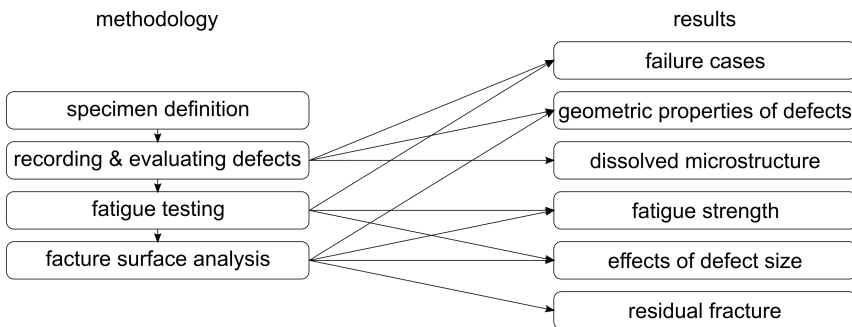 methodology
results
specimen definition
recording & evaluating defects
fatigue testing
facture surface analysis
failure cases
geometric properties of defects
dissolved microstructure
fatigue strength
effects of defect size
residual fracture